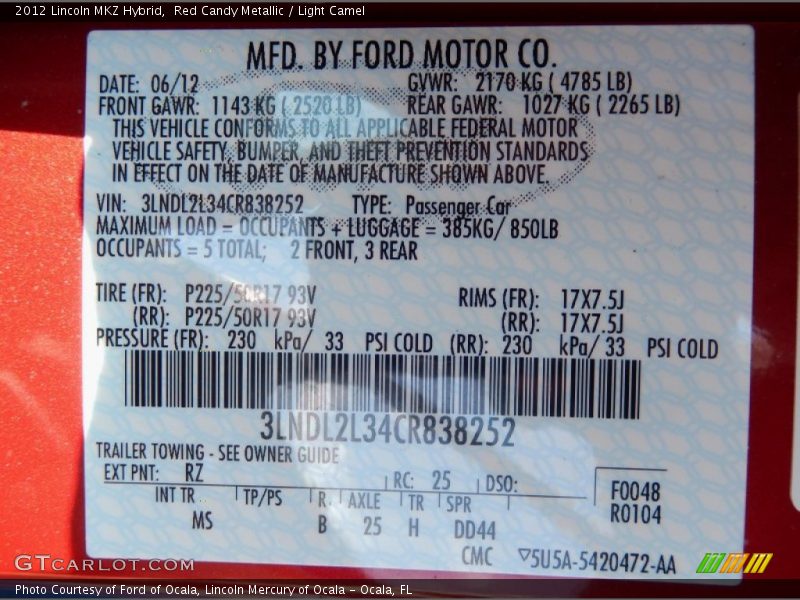 2012 Lincoln MKZ Hybrid,  Red Candy Metallic / Light Camel
MFD. BY FORD MOTOR CO.
DATE: 06/12 GVWR: 2170 KG ( 4785 LB)
FRONT GAWR: 1143 KG ( 2520 LB) REAR GAWR: 1027 KG ( 2265 LB)
THIS VEHICLE CONFORMS TO ALL APPLICABLE FEDERAL MOTOR
VEHICLE SAFETY, BUMPER, AND THEFT PREVENTION STANDARDS
IN EFFECT ON THE DATE OF MANUFACTURE SHOWN ABOVE.
VIN: 3LNDL2L34CR838252 TYPE: Passenger Car
MAXIMUM LOAD = OCCUPANTS + LUGGAGE = 385KG/ 850LB
OCCUPANTS = 5 TOTAL; 2 FRONT, 3 REAR
TIRE (FR): P225/50R17 93V RIMS (FR): 17X7.5J
(RR): P225/50R17 93V (RR): 17X7.5J
PRESSURE (FR): 230 kPa/ 33 PSI COLD (RR): 230 kPa/ 33 PSI COLD
3LNDL2L34CR838252
TRAILER TOWING - SEE OWNER GUIDE
EXT PNT: RZ RC: 25 DSO: F0048
INT TR TP/PS R. AXLE TR SPR R0104
MS B 25 H DD44
CMC ▽5U5A-5420472-AA
GTCARLOT.COM
Photo Courtesy of Ford of Ocala, Lincoln Mercury of Ocala - Ocala, FL